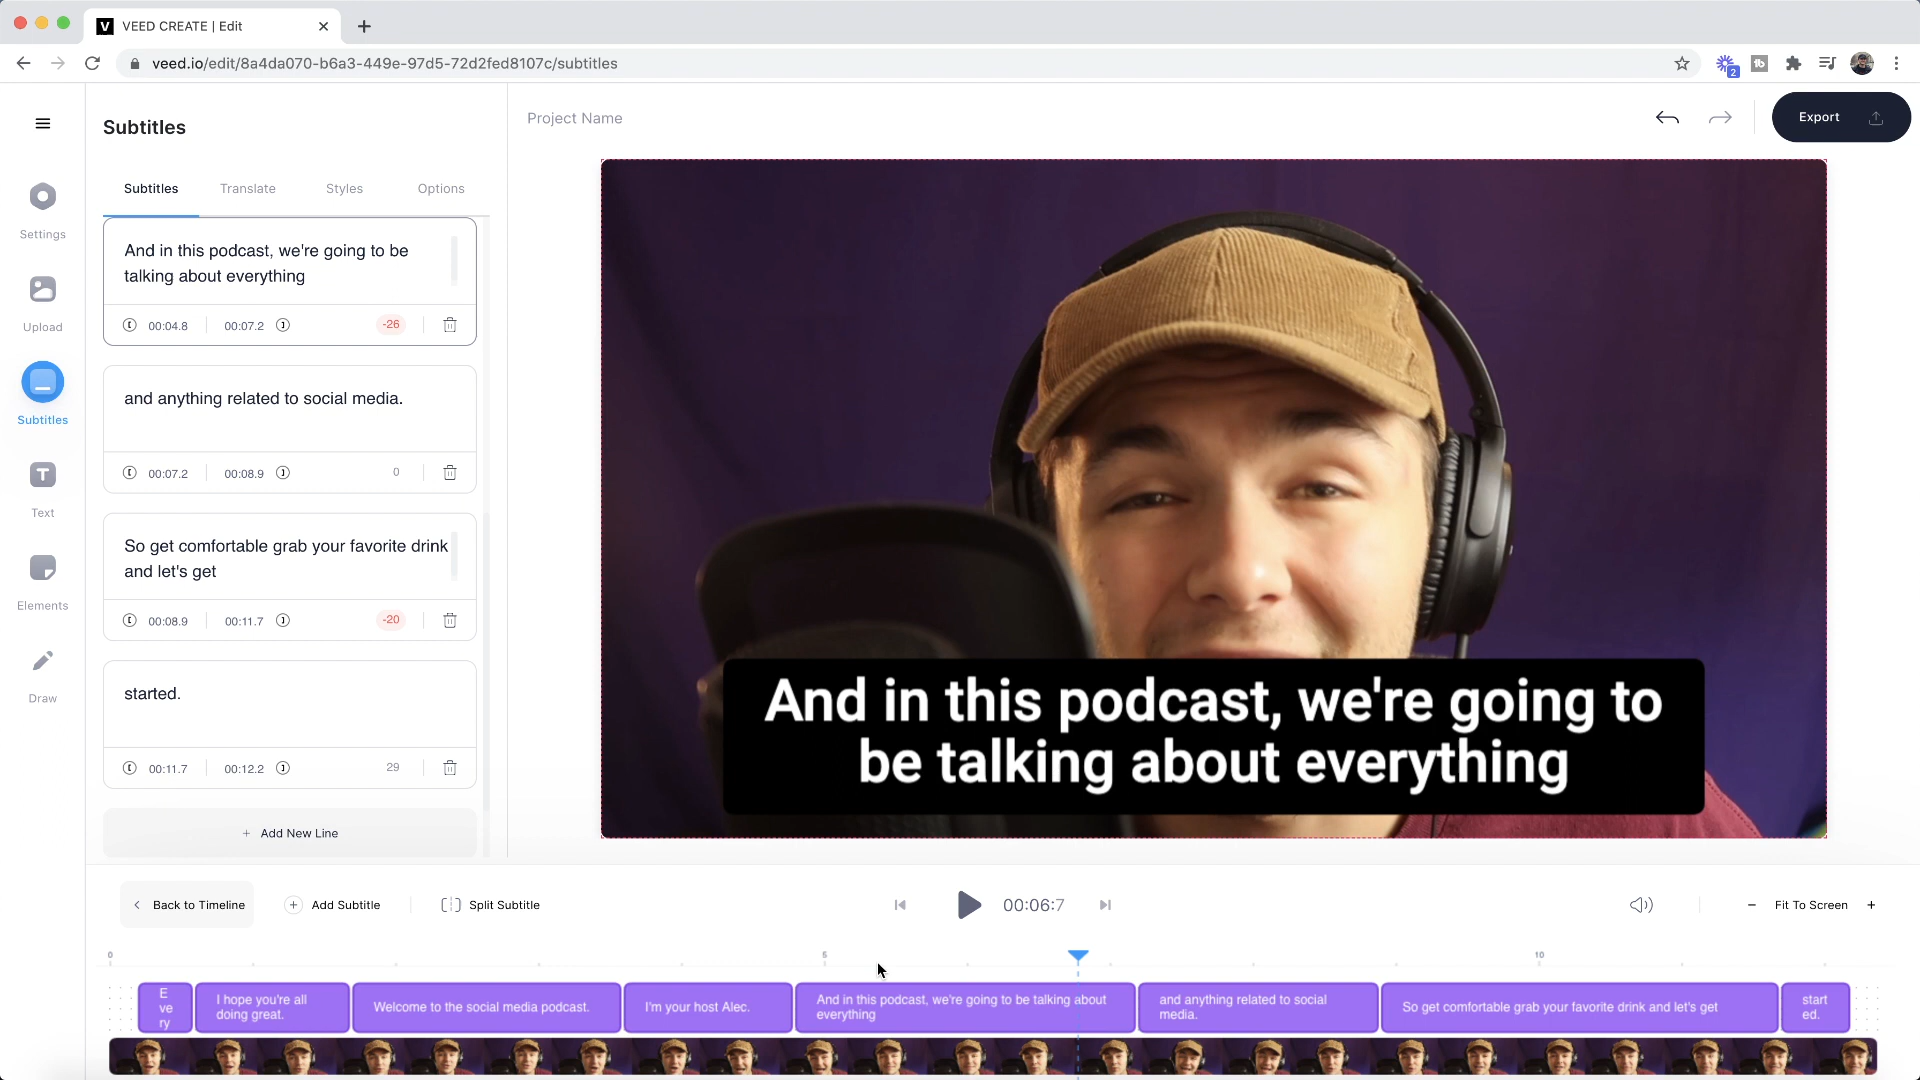 VEED CREATE | Edit
veed.io/edit/8a4da070-b6a3-449e-97d5-72d2fed8107c/subtitles
2
Subtitles
Project Name
Export
Subtitles
Translate
Styles
Options
Settings
Upload
Subtitles
Text
Elements
Draw
And in this podcast, we're going to be
talking about everything
00:04.8
00:07.2
-26
and anything related to social media.
00:07.2
00:08.9
0
So get comfortable grab your favorite drink
and let's get
00:08.9
00:11.7
-20
started.
00:11.7
00:12.2
29
+ Add New Line
And in this podcast, we're going to
be talking about everything
Back to Timeline
Add Subtitle
Split Subtitle
00:06:7
Fit To Screen
0
5
10
E
ve
ry
I hope you're all
doing great.
Welcome to the social media podcast.
I'm your host Alec.
And in this podcast, we're going to be talking about
everything
and anything related to social
media.
So get comfortable grab your favorite drink and let's get
start
ed.